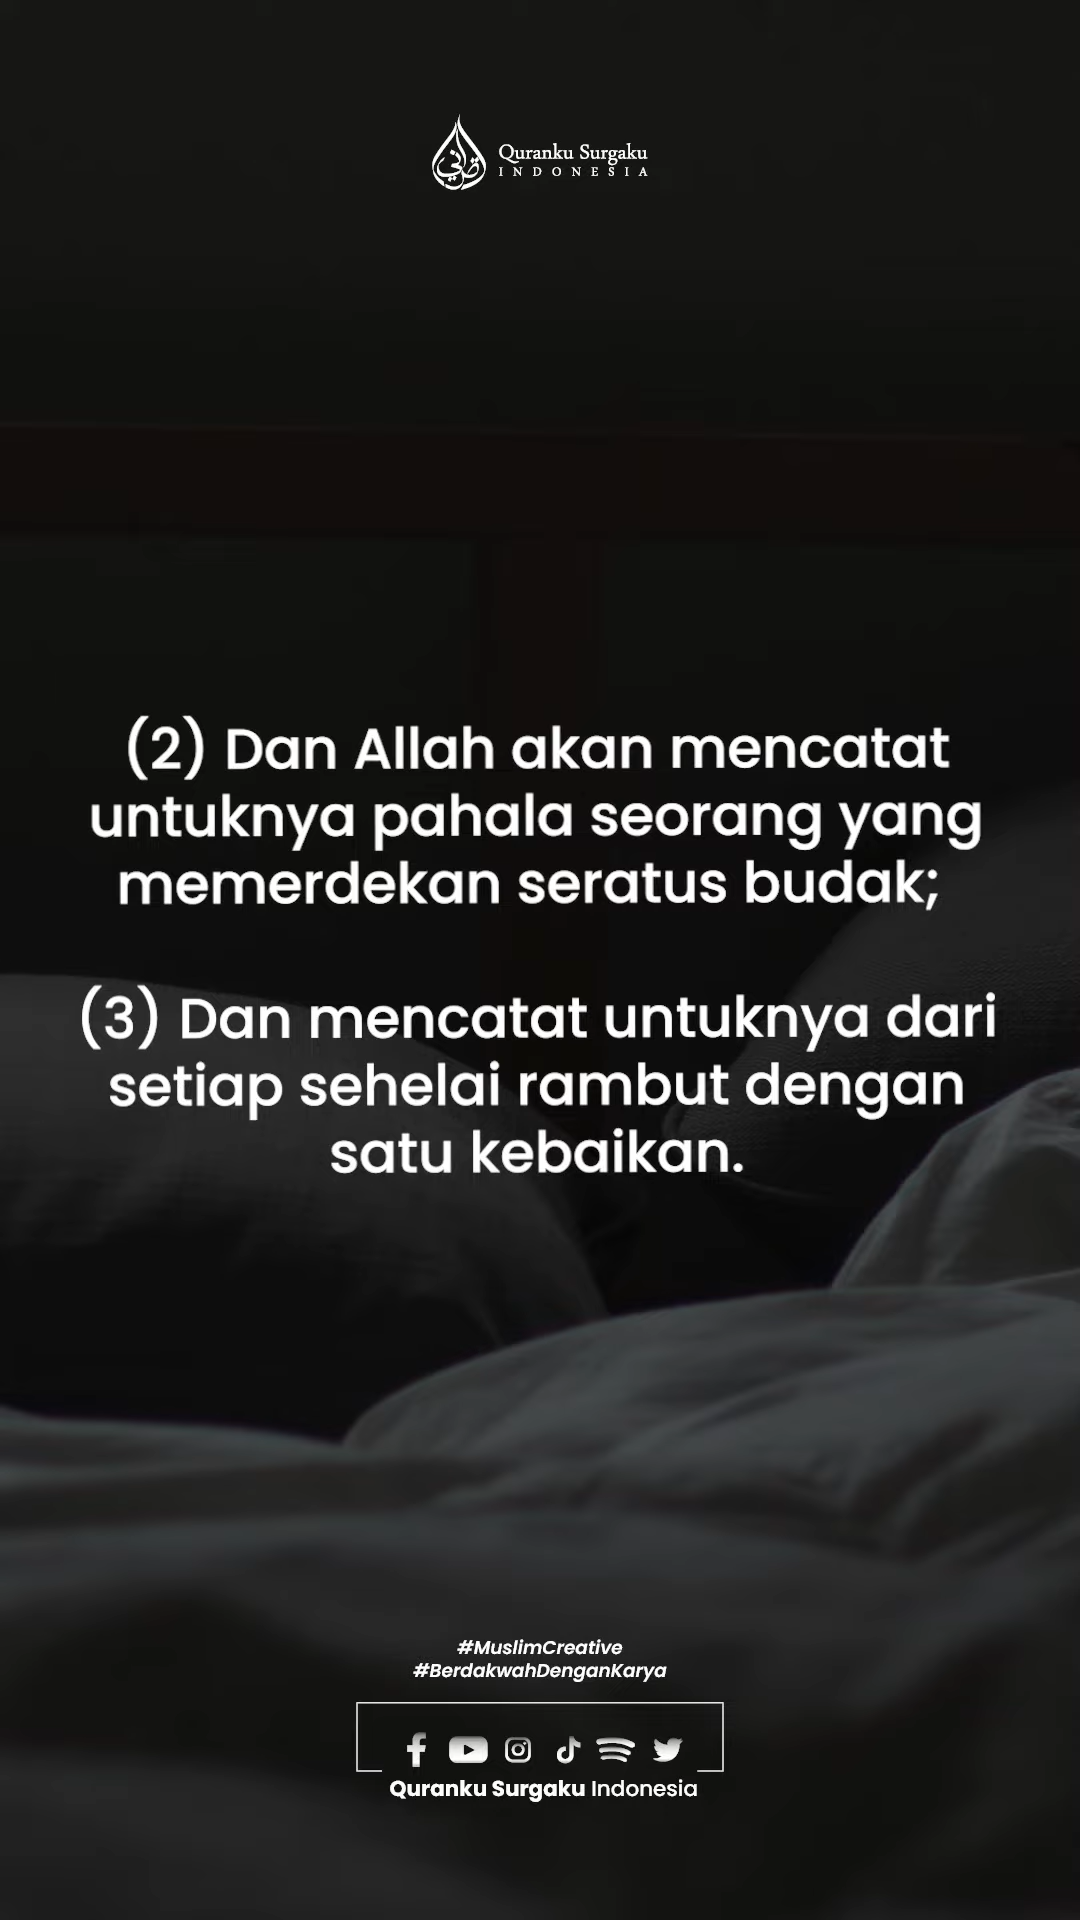 Quranku Surgaku
INDONESIA
(2) Dan Allah akan mencatat
untuknya pahala seorang yang
memerdekan seratus budak;
(3) Dan mencatat untuknya dari
setiap sehelai rambut dengan
satu kebaikan.
#MuslimCreative
#BerdakwahDenganKarya
Quranku Surgaku Indonesia